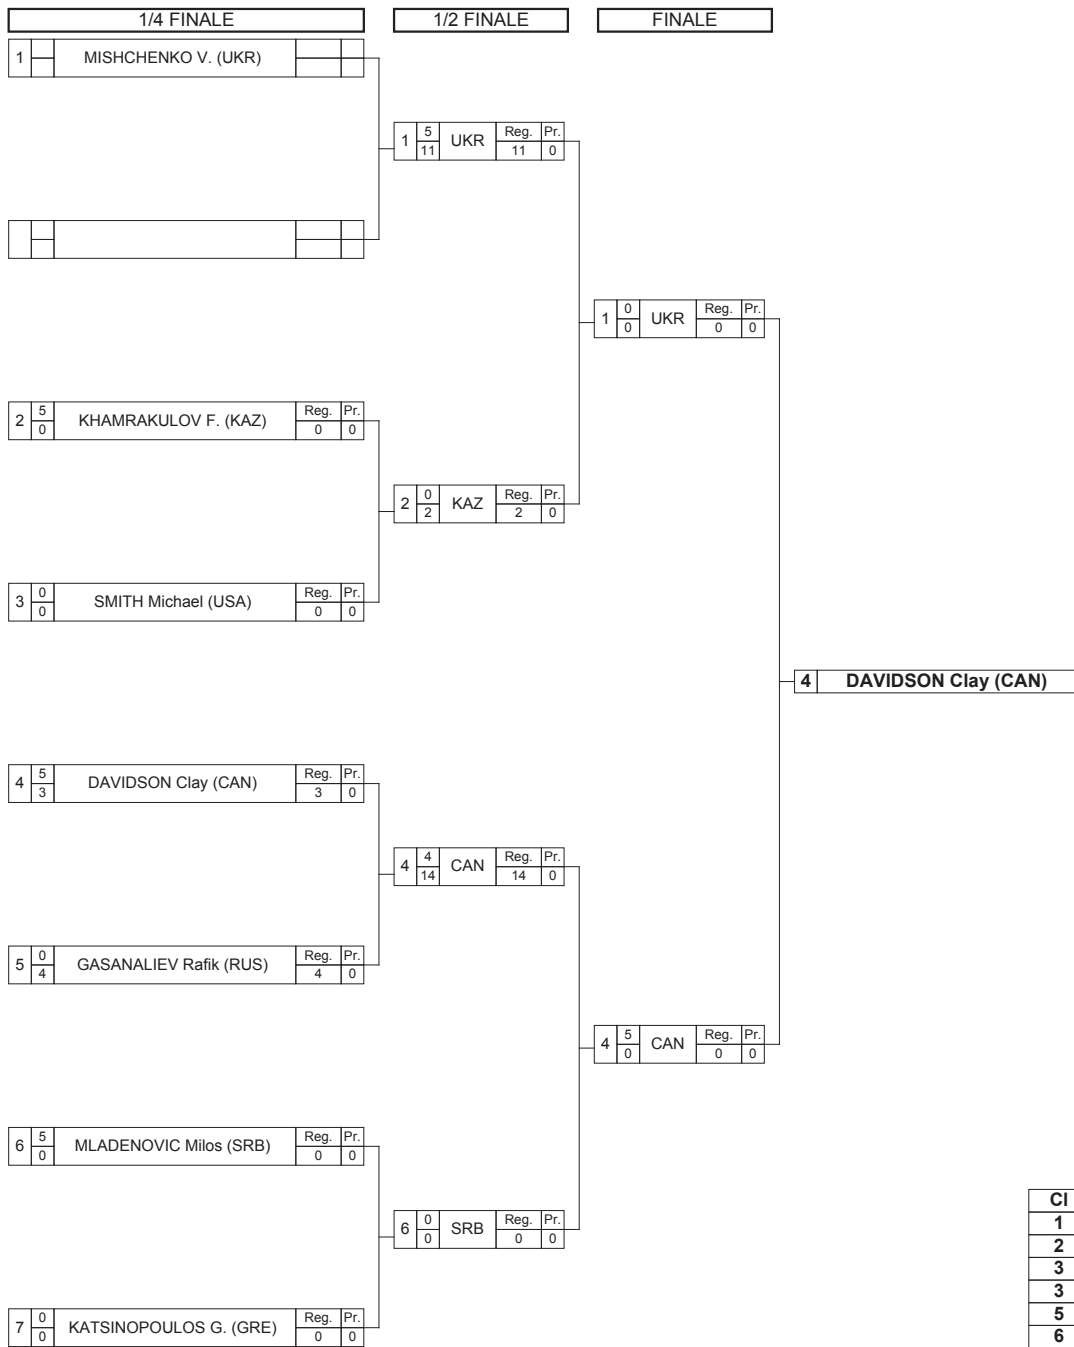 1/4 FINALE 1/2 FINALE FINALE
1 MISHCHENKO V. (UKR)
1 5 11 UKR Reg. Pr. 11 0
1 0 0 UKR Reg. Pr. 0 0
2 5 0 KHAMRAKULOV F. (KAZ) Reg. Pr. 0 0
2 0 2 KAZ Reg. Pr. 2 0
3 0 0 SMITH Michael (USA) Reg. Pr. 0 0
4 DAVIDSON Clay (CAN)
4 5 3 DAVIDSON Clay (CAN) Reg. Pr. 3 0
4 4 14 CAN Reg. Pr. 14 0
5 0 4 GASANALIEV Rafik (RUS) Reg. Pr. 4 0
4 5 0 CAN Reg. Pr. 0 0
6 5 0 MLADENOVIC Milos (SRB) Reg. Pr. 0 0
6 0 0 SRB Reg. Pr. 0 0
7 0 0 KATSINOPOULOS G. (GRE) Reg. Pr. 0 0
Cl
1
2
3
3
5
6